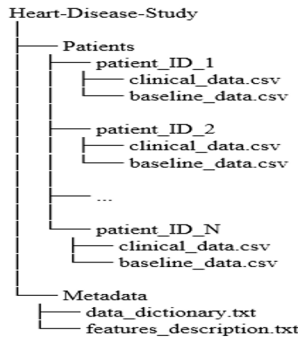 Heart-Disease-Study
Patients
patient_ID_1
clinical_data.csv
baseline_data.csv
patient_ID_2
clinical_data.csv
baseline_data.csv
...
patient_ID_N
clinical_data.csv
baseline_data.csv
Metadata
data_dictionary.txt
features_description.txt